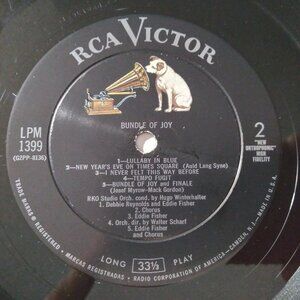 RCA VICTOR
BUNDLE OF JOY
LPM
1399
(G2PP-8136)
2
"NEW
ORTHOPHONIC"
HIGH
FIDELITY
1—LULLABY IN BLUE
2—NEW YEAR'S EVE ON TIMES SQUARE (Auld Lang Syne)
3—I NEVER FELT THIS WAY BEFORE
4—TEMPO FUGIT
5—BUNDLE OF JOY and FINALE
(Josef Myrow-Mack Gordon)
RKO Studio Orch. cond. by Hugo Winterhalter
1. Debbie Reynolds and Eddie Fisher
2. Chorus
3. Eddie Fisher
4. Orch. dir. by Walter Scharf
5. Eddie Fisher
and Chorus
LONG 33⅓ PLAY
TRADE MARKS ® REGISTERED • MARCAS REGISTRADAS • RADIO CORPORATION OF AMERICA—CAMDEN, N.J.